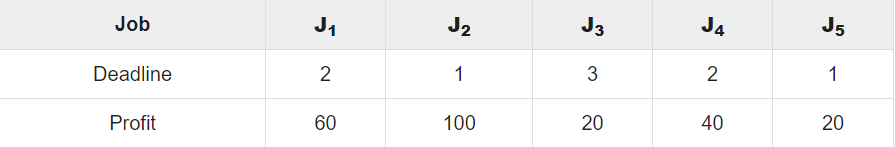 Job J₁ J₂ J₃ J₄ J₅
Deadline 2 1 3 2 1
Profit 60 100 20 40 20